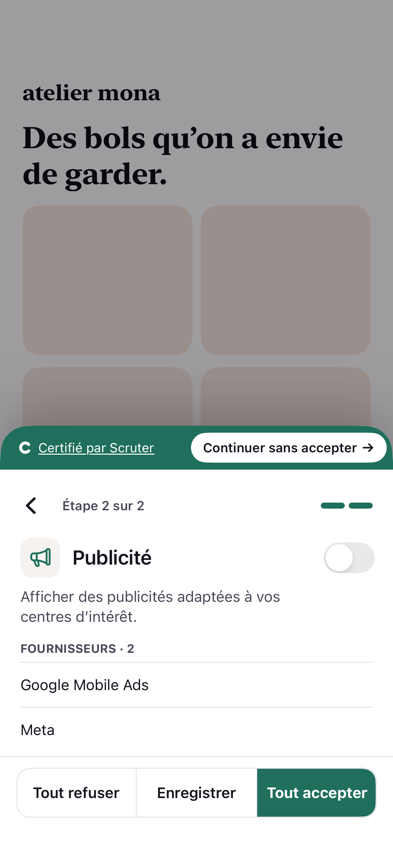 atelier mona
Des bols qu’on a envie
de garder.
Certifié par Scruter
Continuer sans accepter →
Étape 2 sur 2
Publicité
Afficher des publicités adaptées à vos
centres d’intérêt.
FOURNISSEURS · 2
Google Mobile Ads
Meta
Tout refuser
Enregistrer
Tout accepter